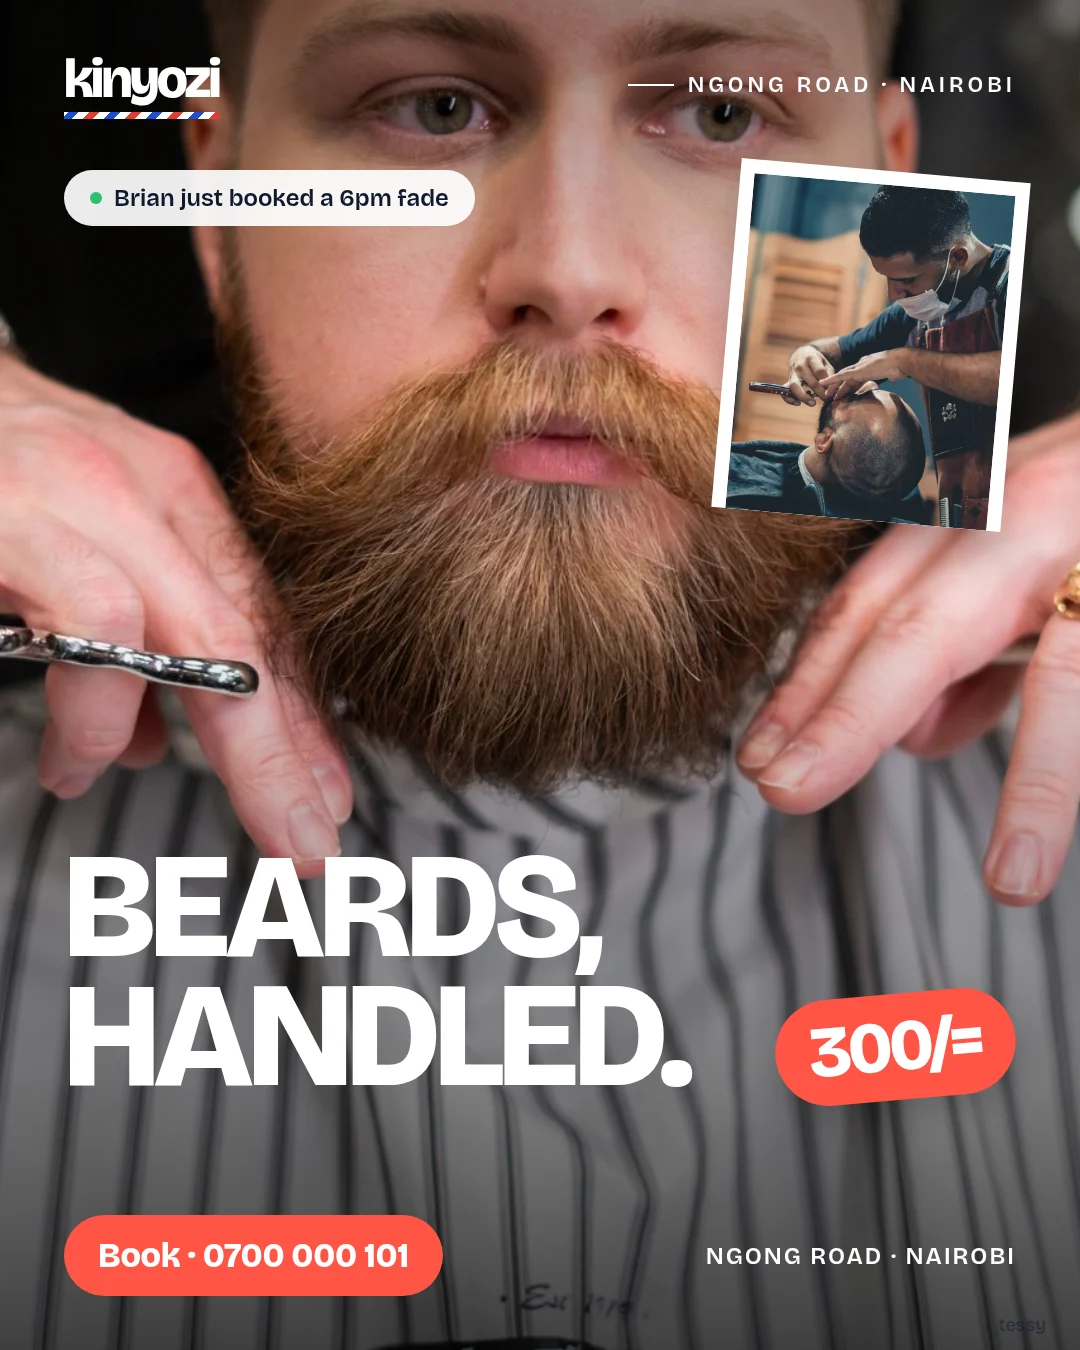 kinyozi
NGONG ROAD · NAIROBI
Brian just booked a 6pm fade
BEARDS,
HANDLED.
300/=
Book · 0700 000 101
NGONG ROAD · NAIROBI
tessy